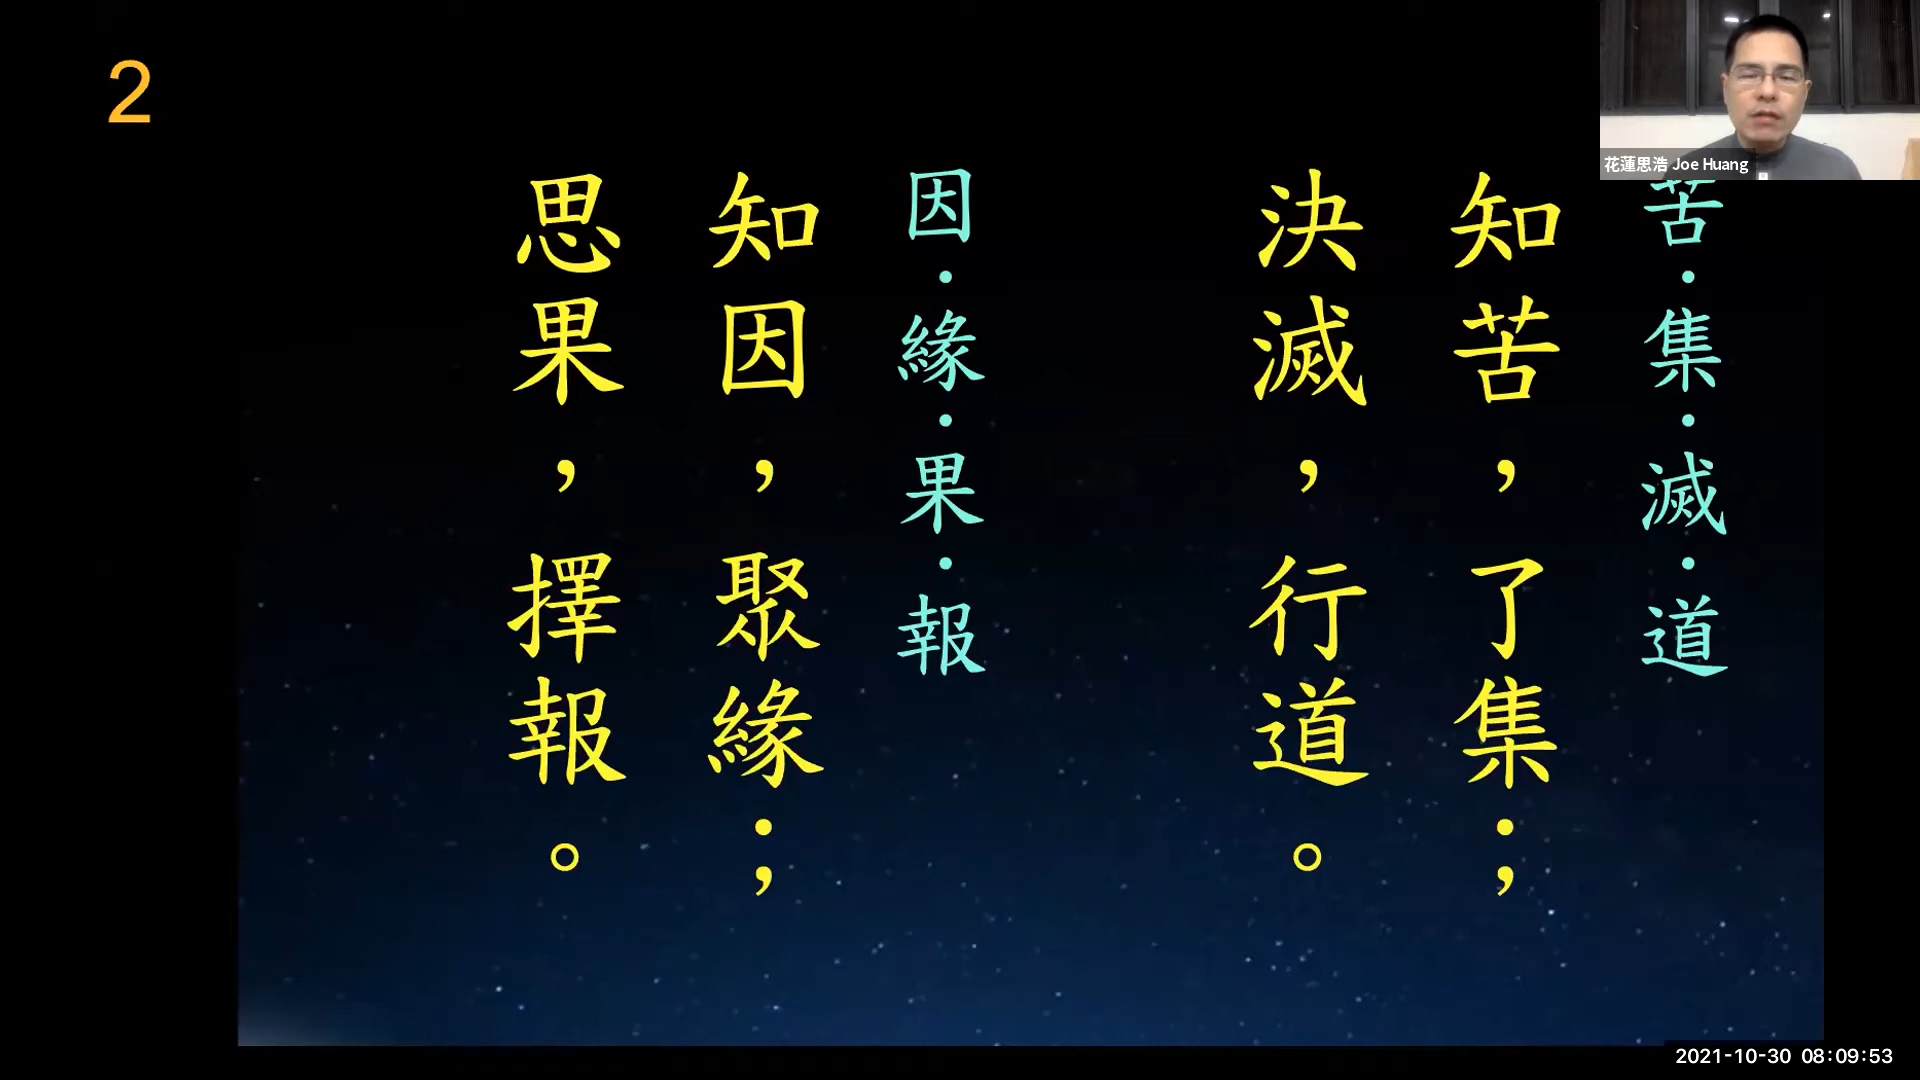 2
花蓮思浩 Joe Huang
苦·集·滅·道
知苦，了集；
決滅，行道。
因·緣·果·報
知因，聚緣；
思果，擇報。
2021-10-30 08:09:53